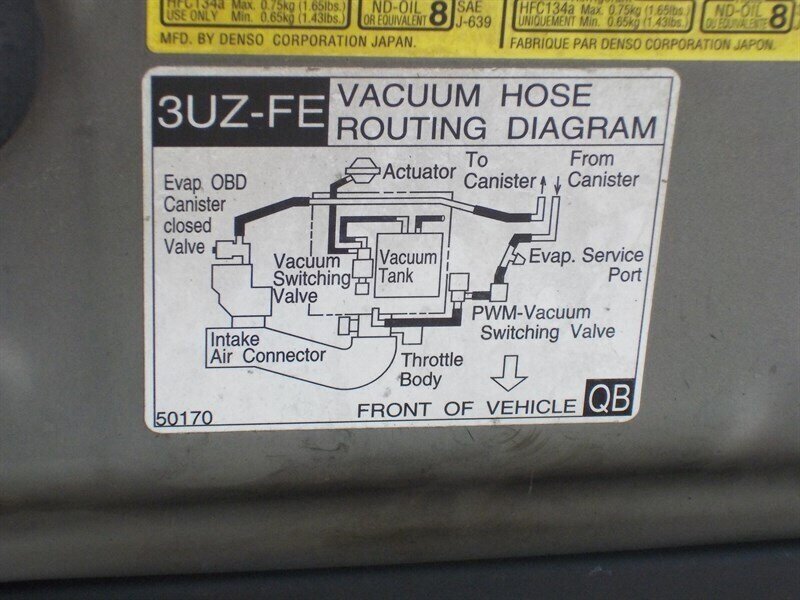 HFC134a Max. 0.75kg (1.65lbs.)
USE ONLY Min. 0.65kg (1.43lbs.)
ND-OIL
OR EQUIVALENT
8
SAE
J-639
MFD. BY DENSO CORPORATION JAPAN.
HFC134a Max. 0.75kg (1.65lbs.)
UNIQUEMENT Min. 0.65kg (1.43lbs.)
ND-OIL
OU EQUIVALENT
8
FABRIQUE PAR DENSO CORPORATION JAPON.
3UZ-FE
VACUUM HOSE
ROUTING DIAGRAM
Evap OBD
Canister
closed
Valve
Actuator
To
Canister
From
Canister
Vacuum
Switching
Valve
Vacuum
Tank
Evap. Service
Port
PWM-Vacuum
Switching Valve
Intake
Air Connector
Throttle
Body
50170
FRONT OF VEHICLE
QB